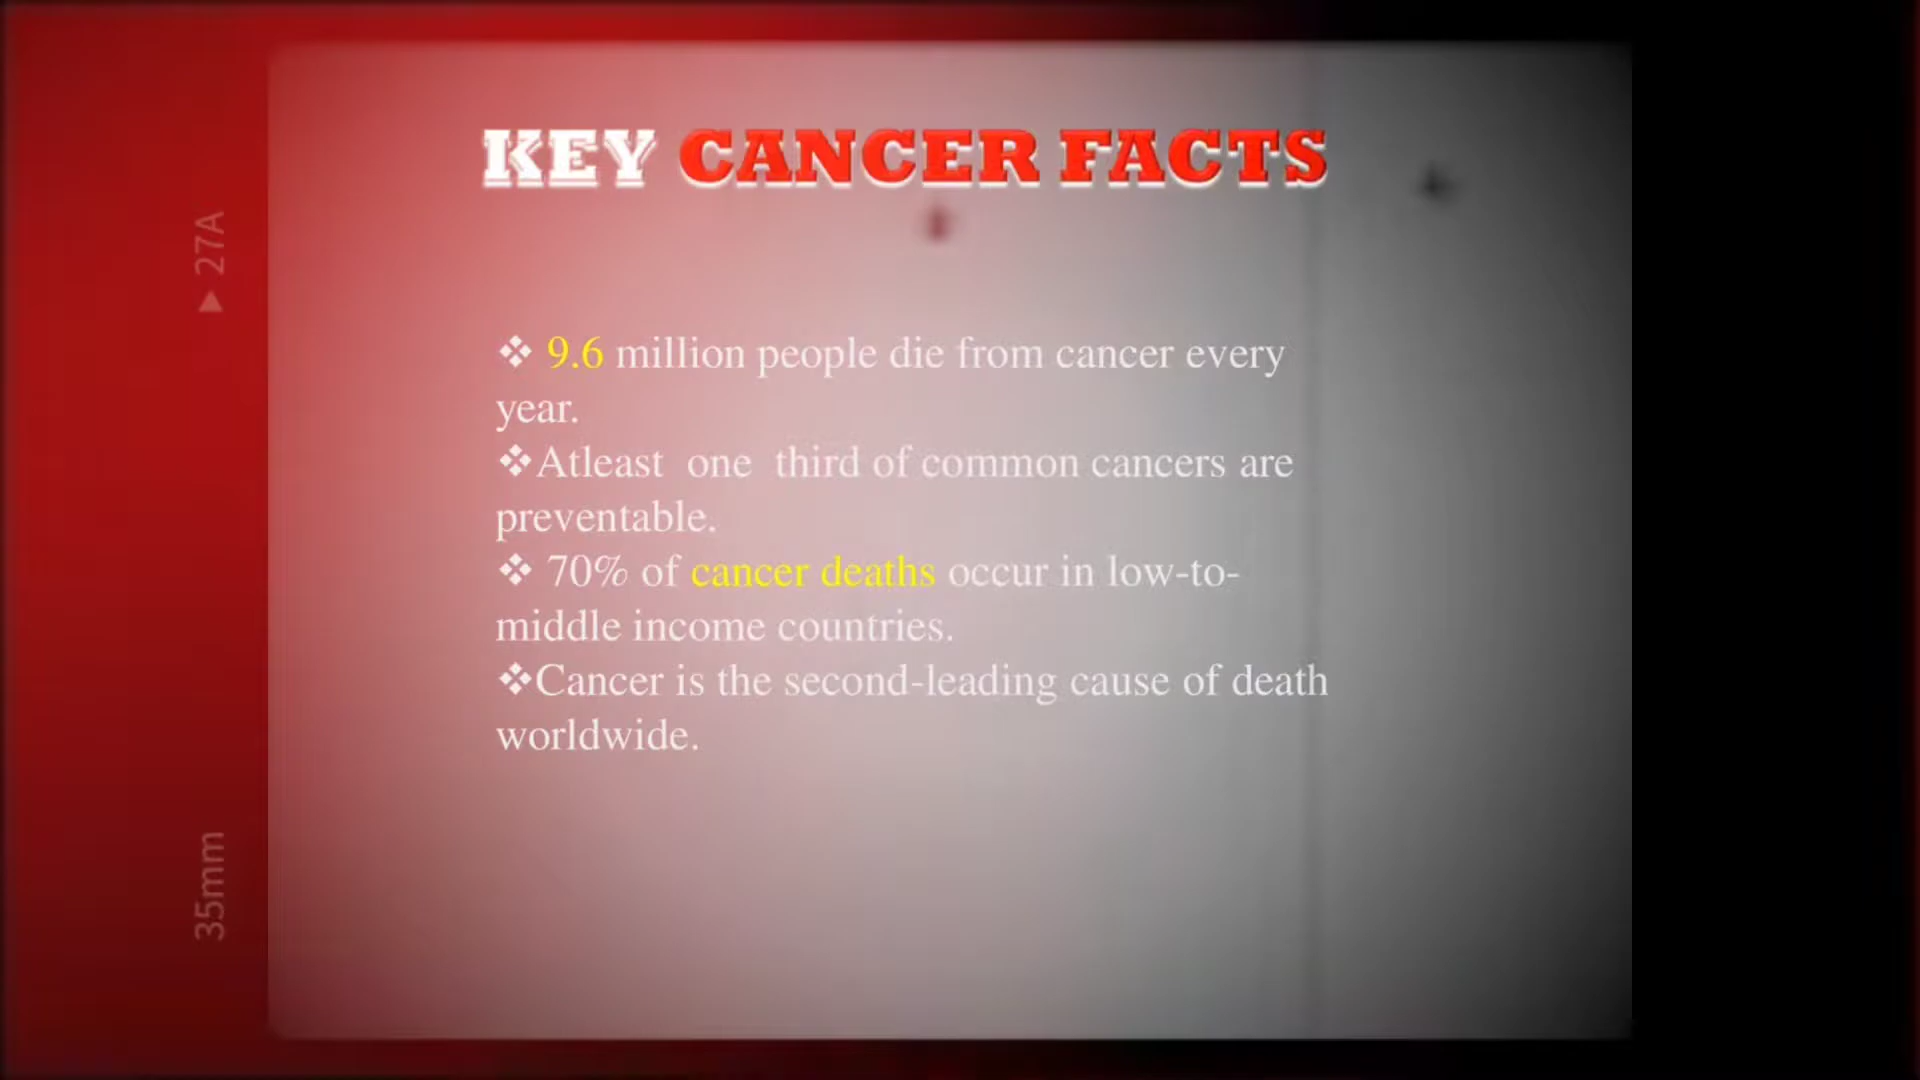 KEY CANCER FACTS
▲ 27A
❖ 9.6 million people die from cancer every
year.
❖Atleast one third of common cancers are
preventable.
❖ 70% of cancer deaths occur in low-to-
middle income countries.
❖Cancer is the second-leading cause of death
worldwide.
35mm